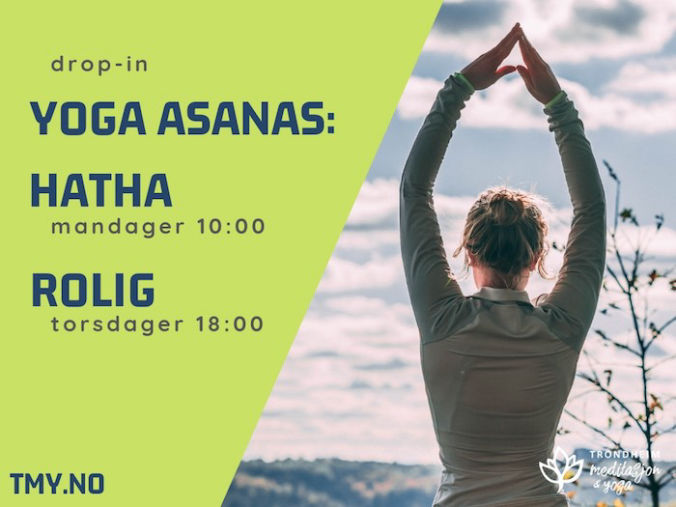 drop-in
YOGA ASANAS:
HATHA
mandager 10:00
ROLIG
torsdager 18:00
TMY.NO
TRONDHEIM
meditasjon
& yoga